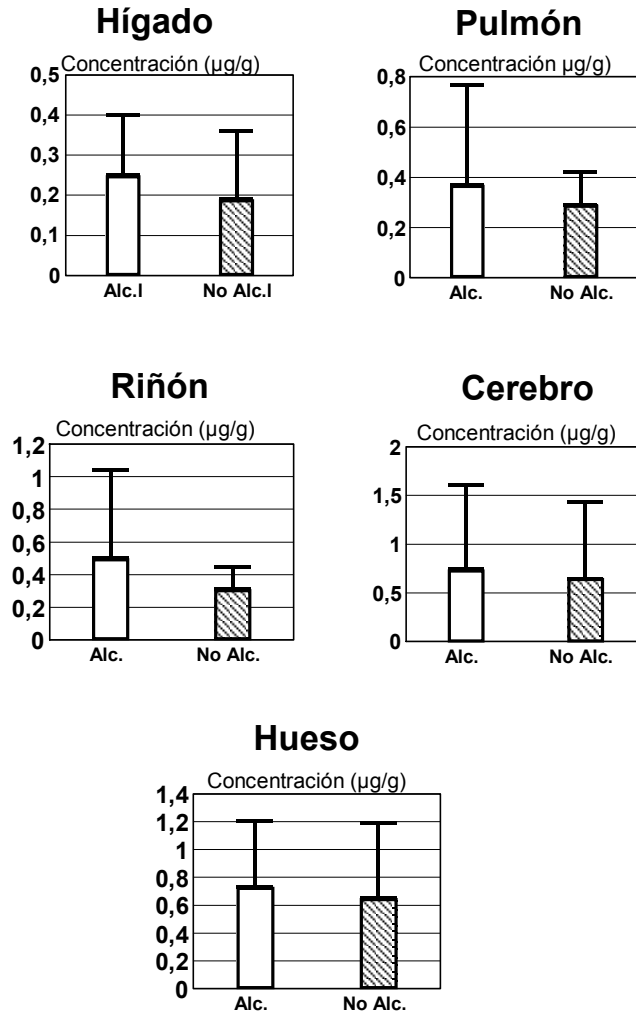 Hígado
Concentración (µg/g)
0,5
0,4
0,3
0,2
0,1
0
Alc.I No Alc.I
Pulmón
Concentración µg/g)
0,8
0,6
0,4
0,2
0
Alc. No Alc.
Riñón
Concentración (µg/g)
1,2
1
0,8
0,6
0,4
0,2
0
Alc. No Alc.
Cerebro
Concentración (µg/g)
2
1,5
1
0,5
0
Alc. No Alc.
Hueso
Concentración (µg/g)
1,4
1,2
1
0,8
0,6
0,4
0,2
0
Alc. No Alc.